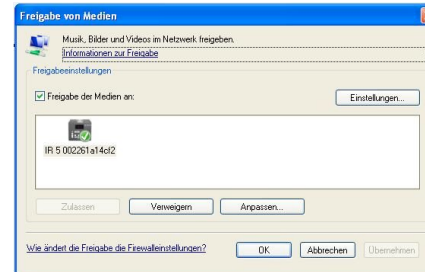 Freigabe von Medien
Musik, Bilder und Videos im Netzwerk freigeben.
Informationen zur Freigabe
Freigabeeinstellungen
Freigabe der Medien an:
Einstellungen...
IR 5 002261a14cf2
Zulassen
Verweigern
Anpassen...
Wie ändert die Freigabe die Firewalleinstellungen?
OK
Abbrechen
Übernehmen